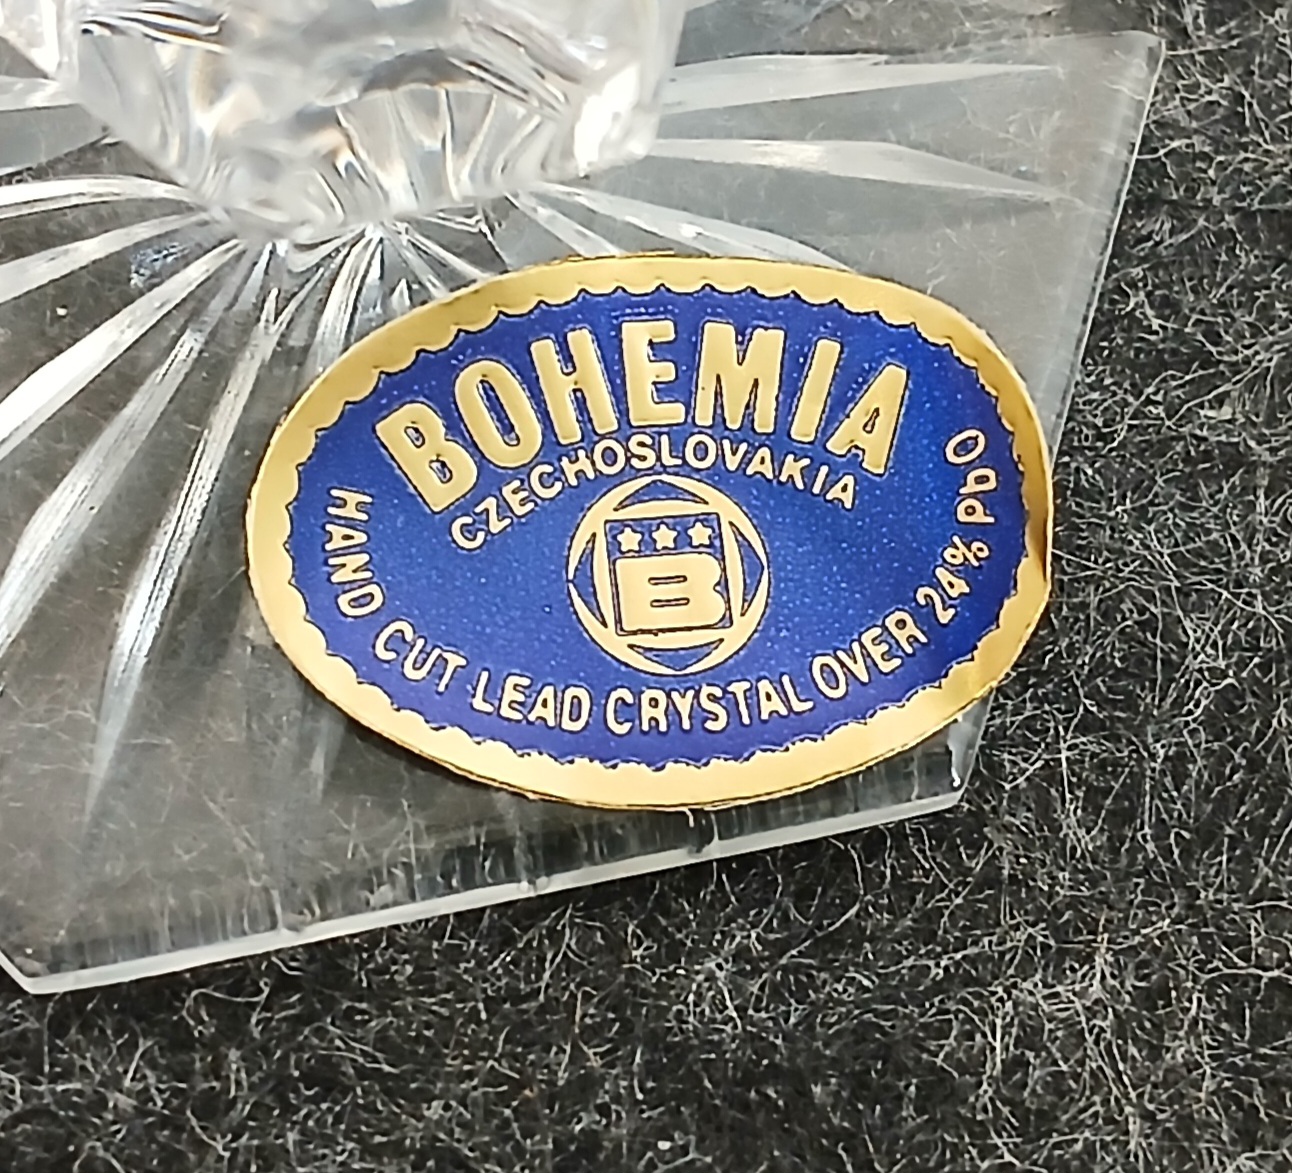 BOHEMIA
CZECHOSLOVAKIA
B
HAND CUT LEAD CRYSTAL OVER 24% PbO